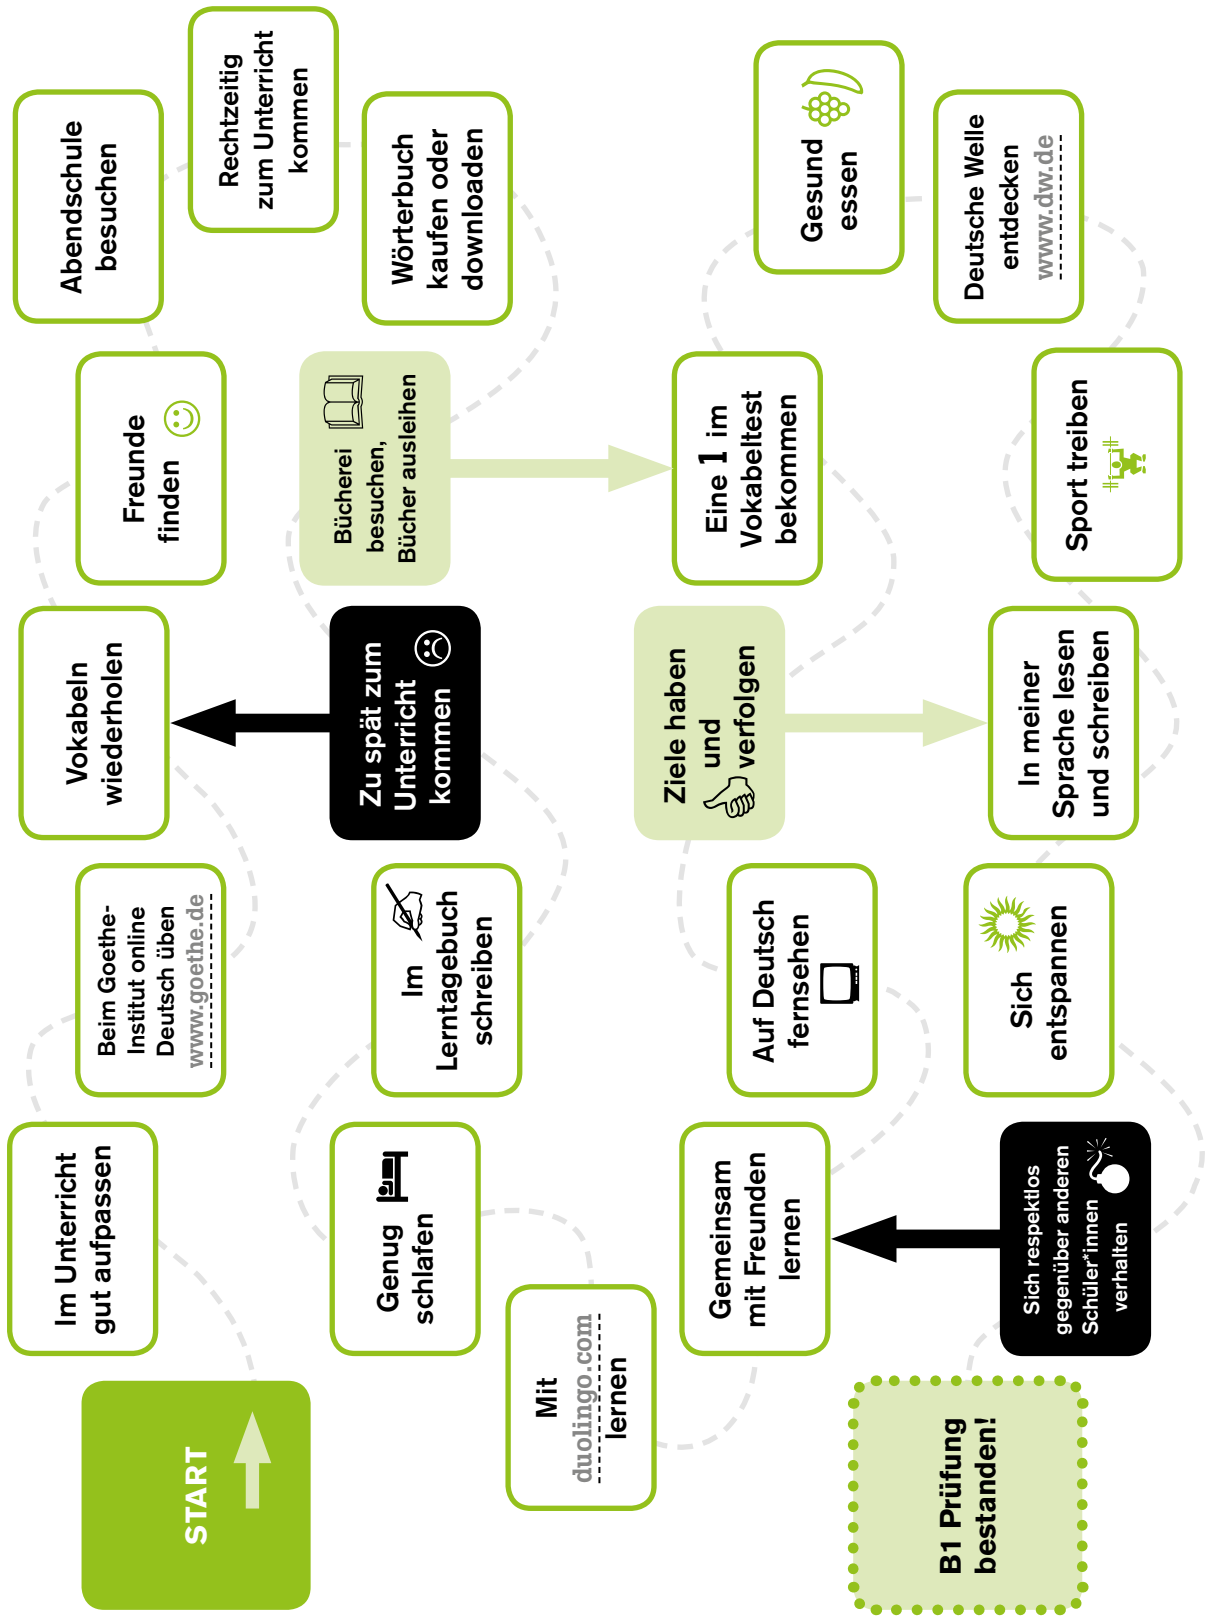 START
Im Unterricht
gut aufpassen
Beim Goethe-
Institut online
Deutsch üben
www.goethe.de
Vokabeln
wiederholen
Freunde
finden
Abendschule
besuchen
Rechtzeitig
zum Unterricht
kommen
Wörterbuch
kaufen oder
downloaden
Bücherei
besuchen,
Bücher ausleihen
Zu spät zum
Unterricht
kommen
Im
Lerntagebuch
schreiben
Genug
schlafen
Mit
duolingo.com
lernen
Gemeinsam
mit Freunden
lernen
Auf Deutsch
fernsehen
Ziele haben
und
verfolgen
Eine 1 im
Vokabeltest
bekommen
Gesund
essen
Deutsche Welle
entdecken
www.dw.de
Sport treiben
In meiner
Sprache lesen
und schreiben
Sich
entspannen
Sich respektlos
gegenüber anderen
Schüler*innen
verhalten
B1 Prüfung
bestanden!